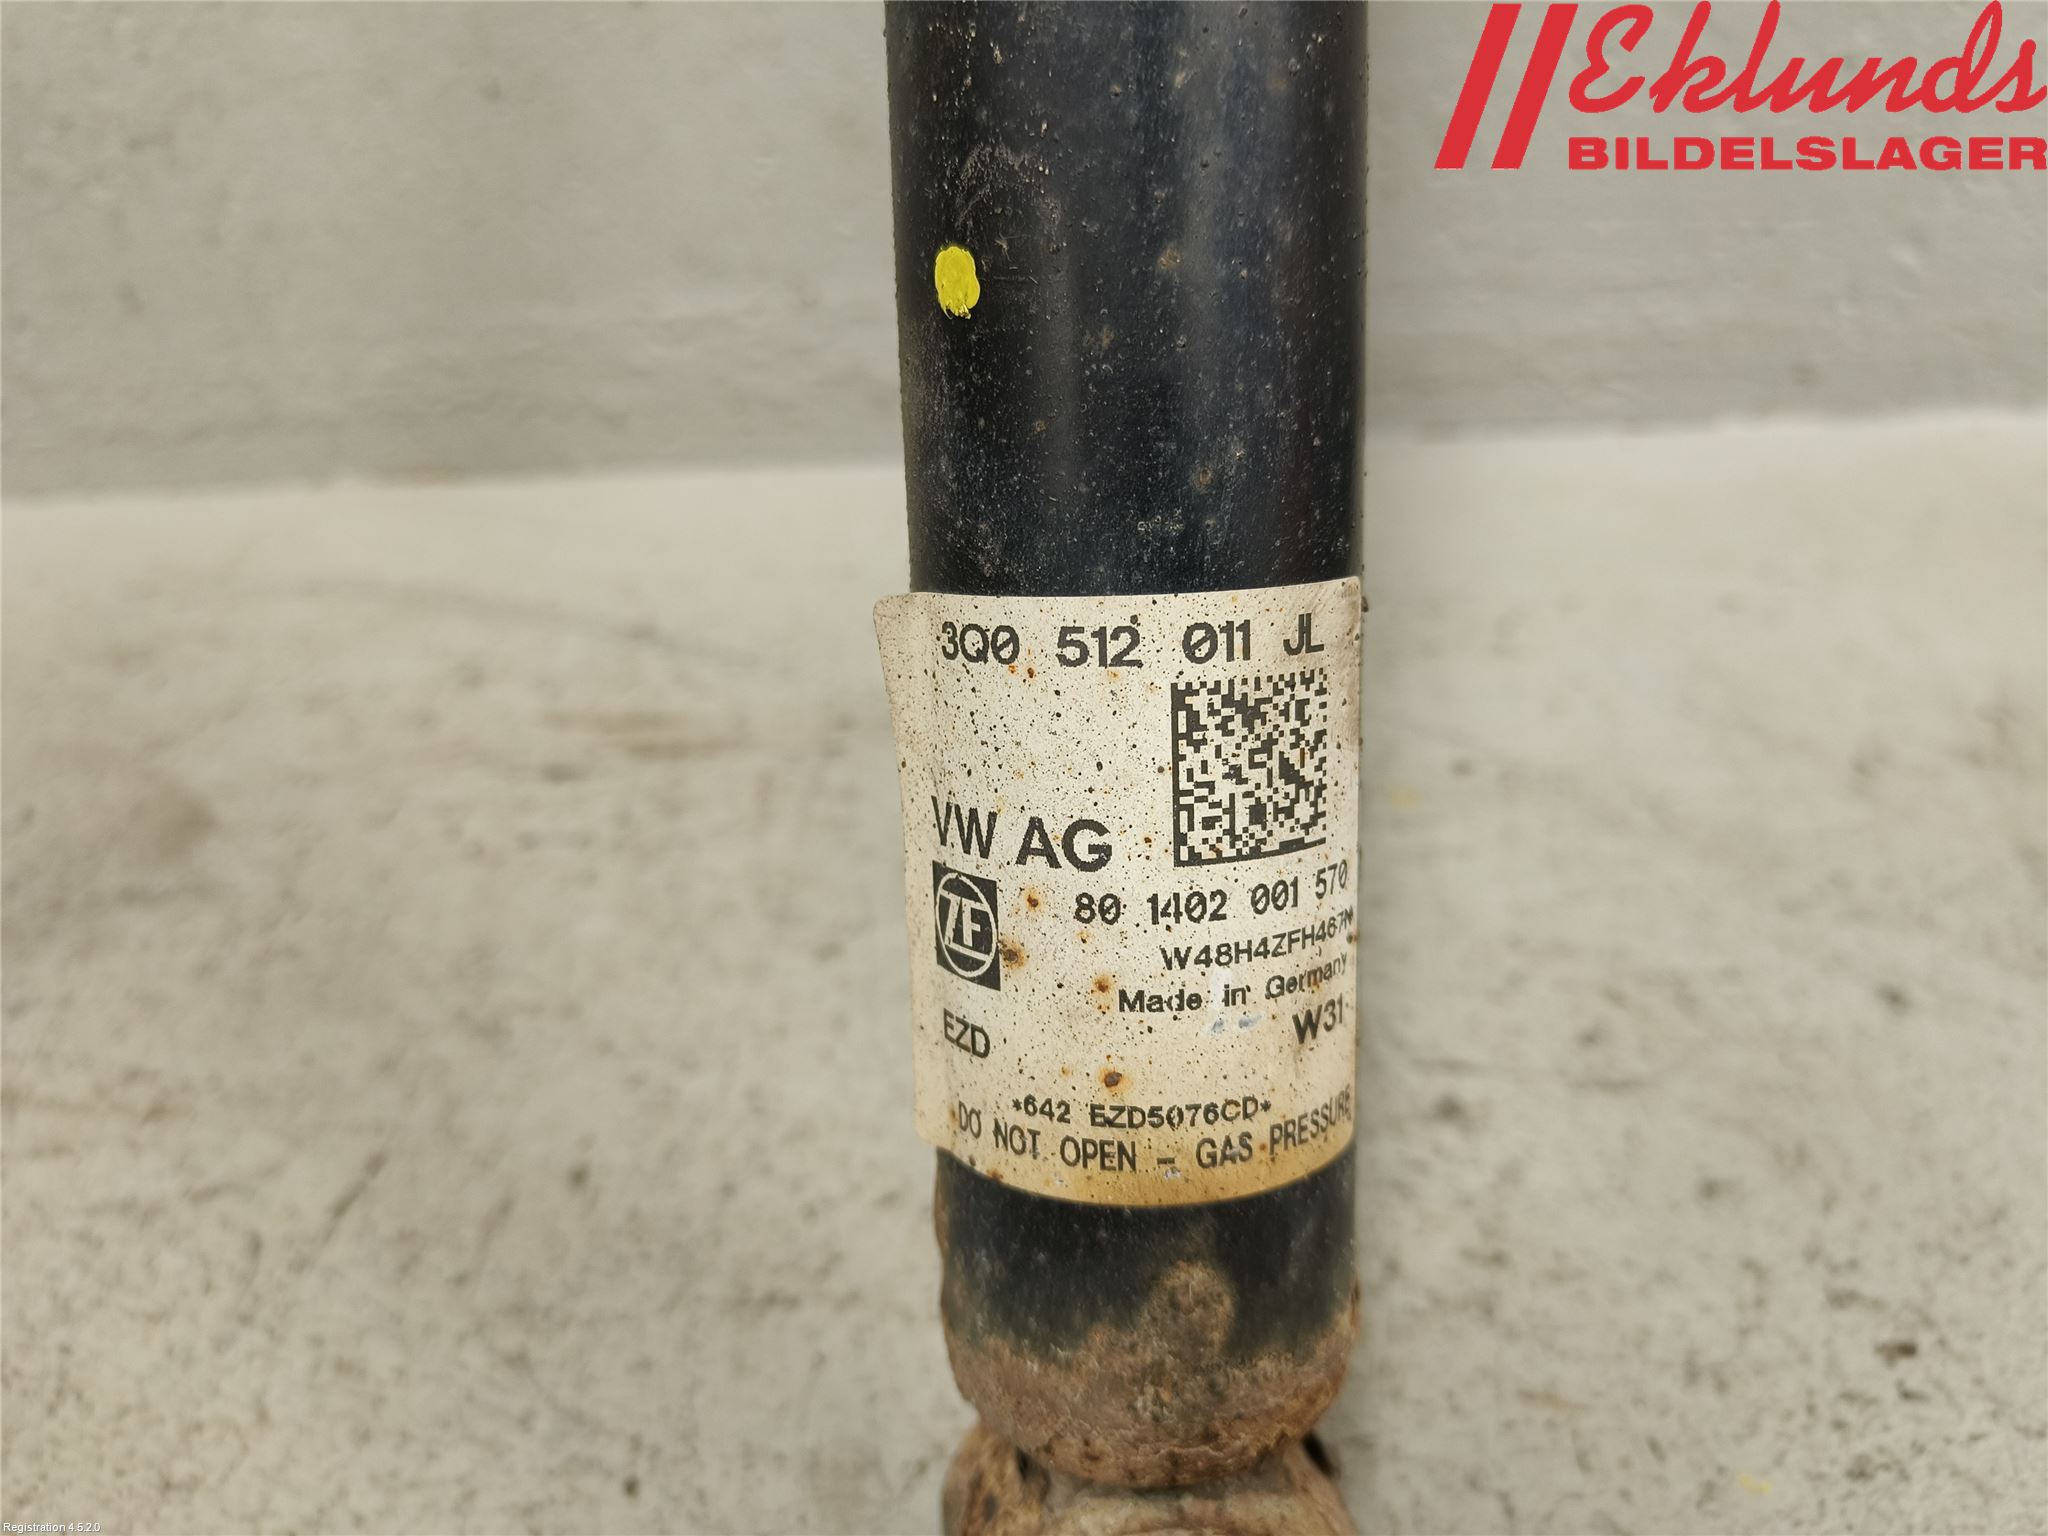 Eklunds
BILDELSLAGER
3Q0 512 011 JL
VW AG
ZF
80 1402 001 570
W48H4ZFH467N
Made in Germany
EZD
W31
*642 EZD5076CD*
DO NOT OPEN - GAS PRESSURE
Registration 4.5.2.0